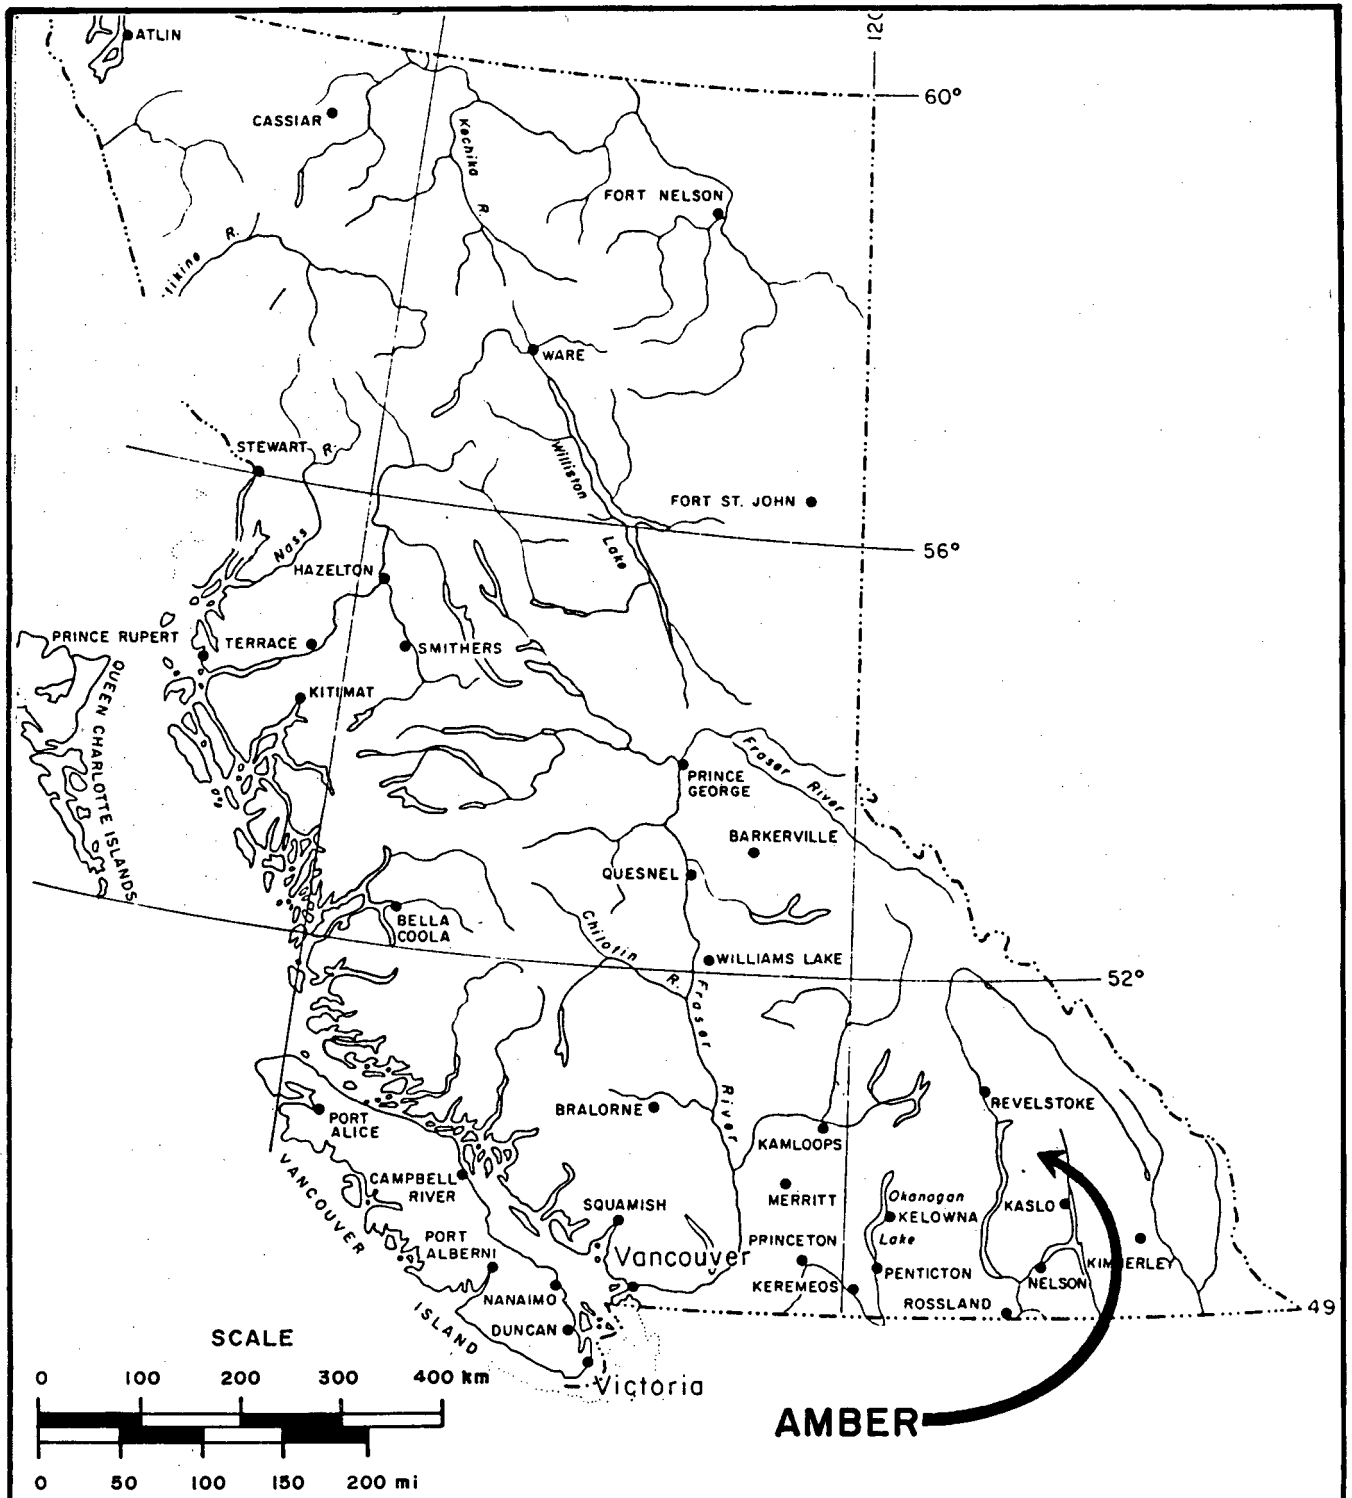 ATLIN
120
60°
CASSIAR
Kechika
R.
FORT NELSON
R.
WARE
STEWART
R.
Williston
FORT ST. JOHN
Nass
Lake
56°
HAZELTON
PRINCE RUPERT
TERRACE
SMITHERS
KITIMAT
QUEEN CHARLOTTE ISLANDS
Fraser River
PRINCE
GEORGE
BARKERVILLE
QUESNEL
BELLA
COOLA
Chilotin
R.
WILLIAMS LAKE
52°
Fraser
River
BRALORNE
REVELSTOKE
PORT
ALICE
KAMLOOPS
VANCOUVER
ISLAND
CAMPBELL
RIVER
MERRITT
Okanagan
KELOWNA
Lake
KASLO
SQUAMISH
PORT
ALBERNI
Vancouver
PRINCETON
KIMBERLEY
PENTICTON
NELSON
KEREMEOS
NANAIMO
ROSSLAND
49
DUNCAN
SCALE
Victoria
0 100 200 300 400 km
AMBER
0 50 100 150 200 mi